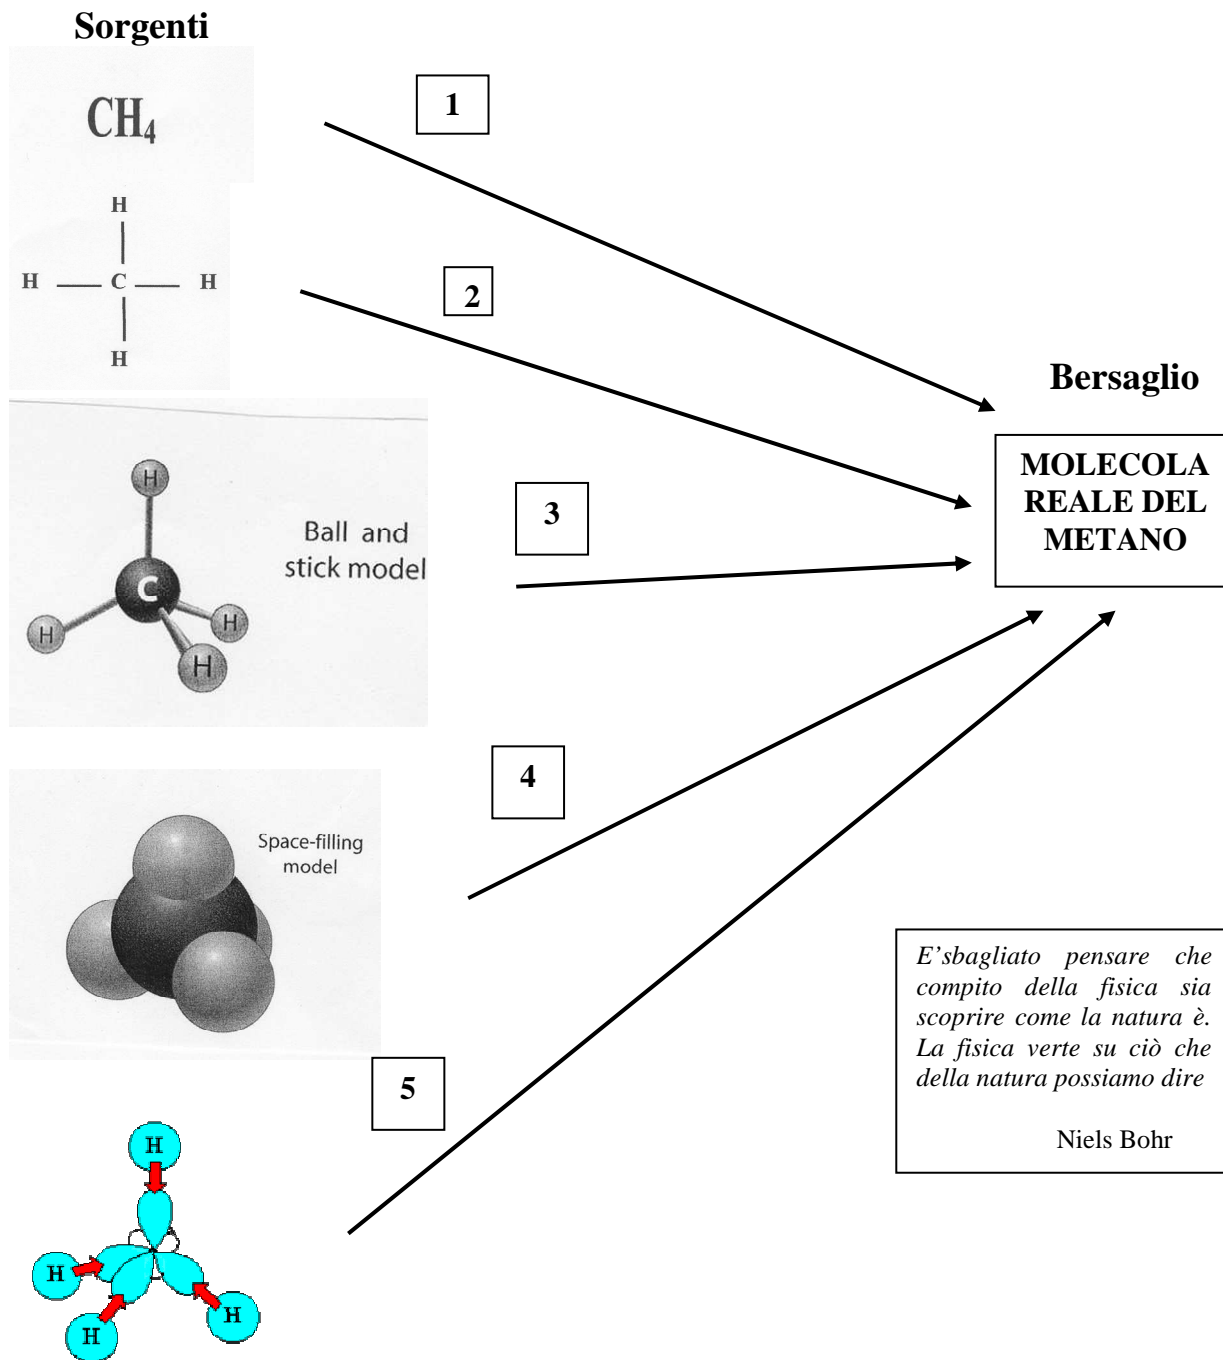 Sorgenti
CH₄
1
H
H C H
H
2
Bersaglio
MOLECOLA
REALE DEL
METANO
H
C
H
H
H
Ball and
stick model
3
4
Space-filling
model
E'sbagliato pensare che
compito della fisica sia
scoprire come la natura è.
La fisica verte su ciò che
della natura possiamo dire
Niels Bohr
5
H
H
H
H